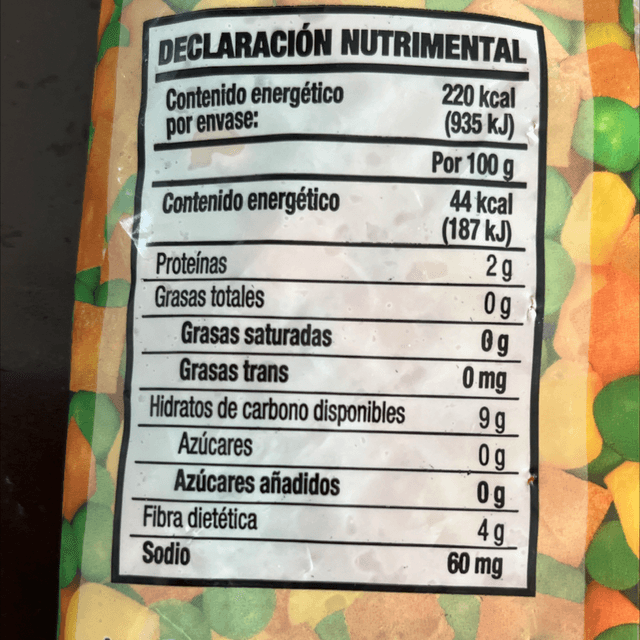 DECLARACIÓN NUTRIMENTAL
Contenido energético 220 kcal
por envase: (935 kJ)
Por 100 g
Contenido energético 44 kcal
(187 kJ)
Proteínas 2 g
Grasas totales 0 g
Grasas saturadas 0 g
Grasas trans 0 mg
Hidratos de carbono disponibles 9 g
Azúcares 0 g
Azúcares añadidos 0 g
Fibra dietética 4 g
Sodio 60 mg